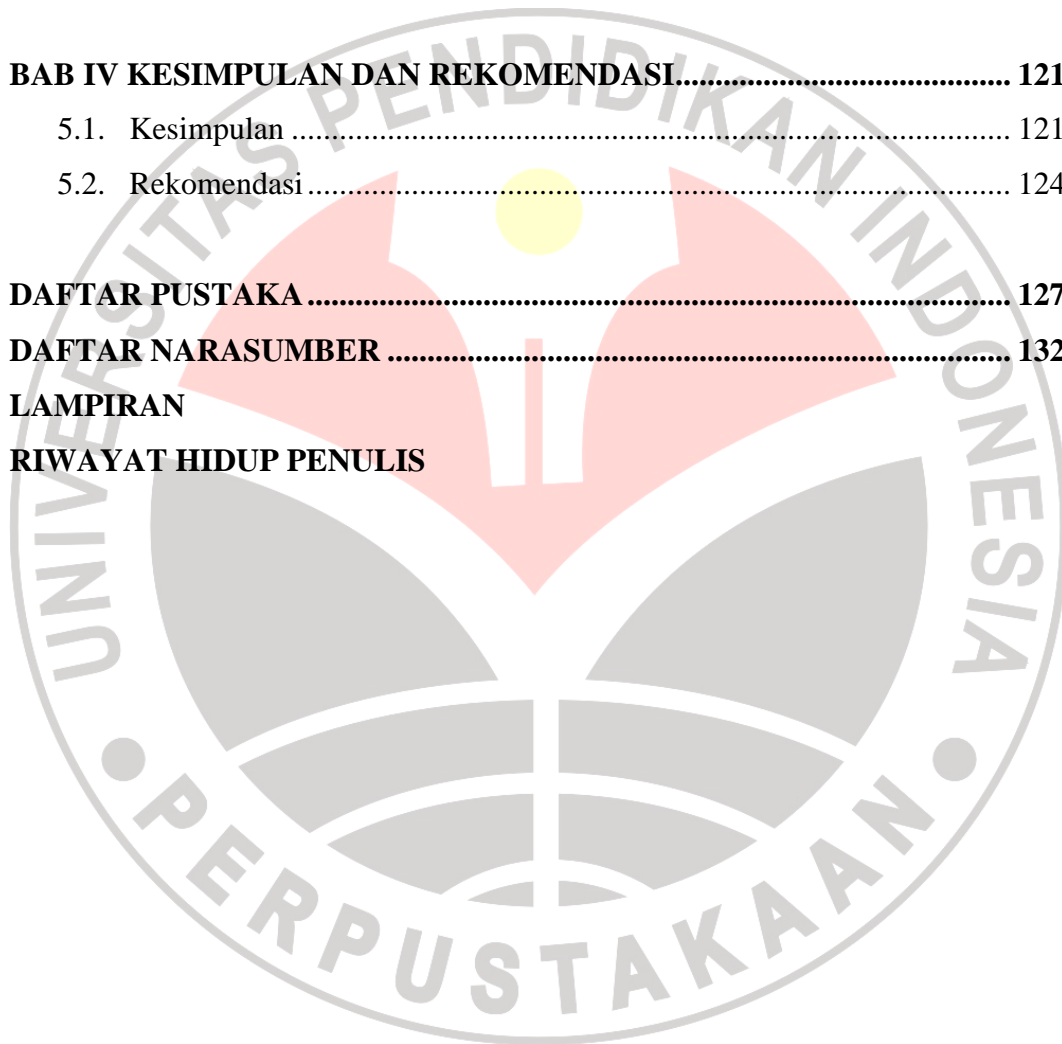 BAB IV KESIMPULAN DAN REKOMENDASI........................................... 121
5.1. Kesimpulan ............................................................................................ 121
5.2. Rekomendasi .......................................................................................... 124
DAFTAR PUSTAKA .......................................................................................... 127
DAFTAR NARASUMBER ................................................................................ 132
LAMPIRAN
RIWAYAT HIDUP PENULIS
UNIVERSITAS PENDIDIKAN INDONESIA
PERPUSTAKAAN